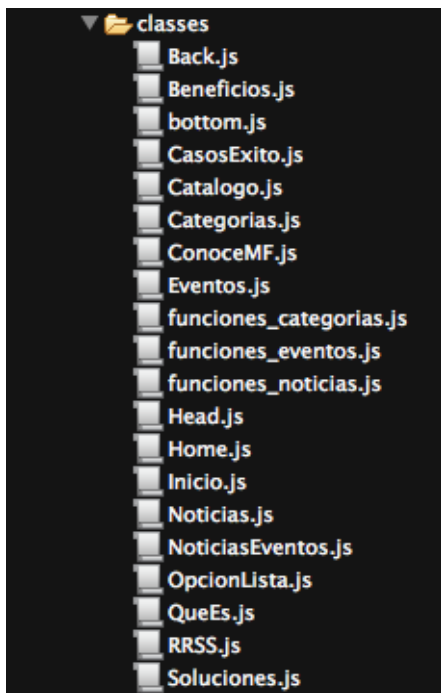 classes
Back.js
Beneficios.js
bottom.js
CasosExito.js
Catalogo.js
Categorias.js
ConoceMF.js
Eventos.js
funciones_categorias.js
funciones_eventos.js
funciones_noticias.js
Head.js
Home.js
Inicio.js
Noticias.js
NoticiasEventos.js
OpcionLista.js
QueEs.js
RRSS.js
Soluciones.js